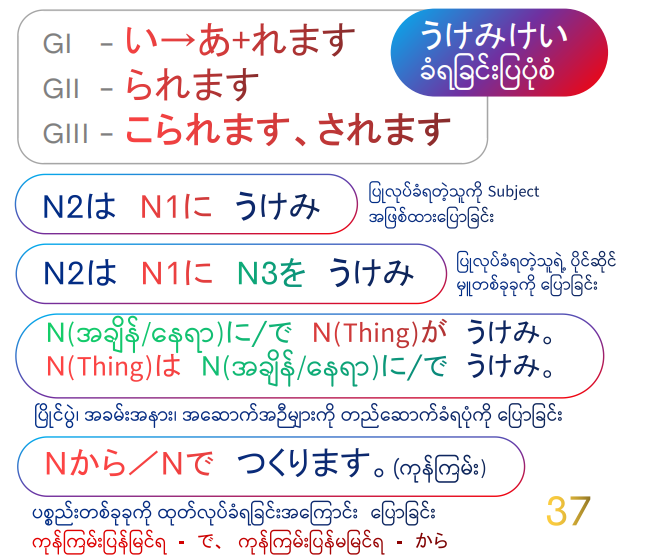 うけみけい
ခံရခြင်းပြပုံစံ
GI – い→あ+れます
GII – られます
GIII – こられます、されます
N2は N1に うけみ
ပြုလုပ်ခံရတဲ့သူကို Subject
အဖြစ်ထားပြောခြင်း
N2は N1に N3を うけみ
ပြုလုပ်ခံရတဲ့သူရဲ့ ပိုင်ဆိုင်
မှုတစ်ခုခုကို ပြောခြင်း
N(အချိန်/နေရာ)に/で N(Thing)が うけみ。
N(Thing)は N(အချိန်/နေရာ)に/で うけみ。
ပြိုင်ပွဲ၊ အခမ်းအနား၊ အဆောက်အဦများကို တည်ဆောက်ခံရပုံကို ပြောခြင်း
Nから／Nで つくります。(ကုန်ကြမ်း)
ပစ္စည်းတစ်ခုခုကို ထုတ်လုပ်ခံရခြင်းအကြောင်း ပြောခြင်း
ကုန်ကြမ်းပြန်မြင်ရ - で、 ကုန်ကြမ်းပြန်မမြင်ရ - から
37